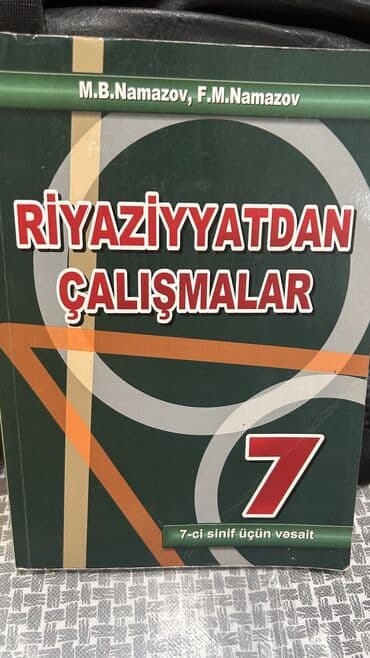 M.B.Namazov, F.M.Namazov
RİYAZİYYATDAN
ÇALIŞMALAR
7
7-ci sinif üçün vəsait